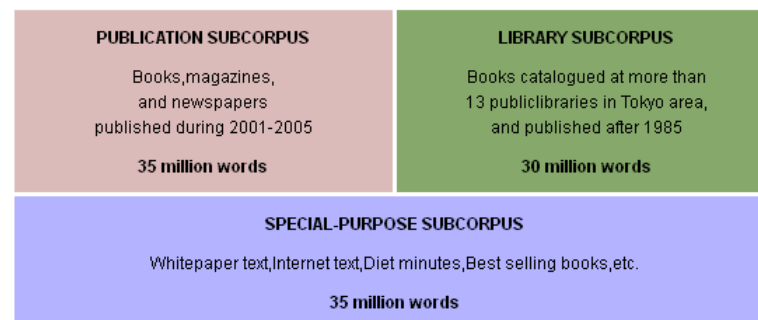 PUBLICATION SUBCORPUS
Books,magazines,
and newspapers
published during 2001-2005
35 million words
LIBRARY SUBCORPUS
Books catalogued at more than
13 publiclibraries in Tokyo area,
and published after 1985
30 million words
SPECIAL-PURPOSE SUBCORPUS
Whitepaper text,Internet text,Diet minutes,Best selling books,etc.
35 million words